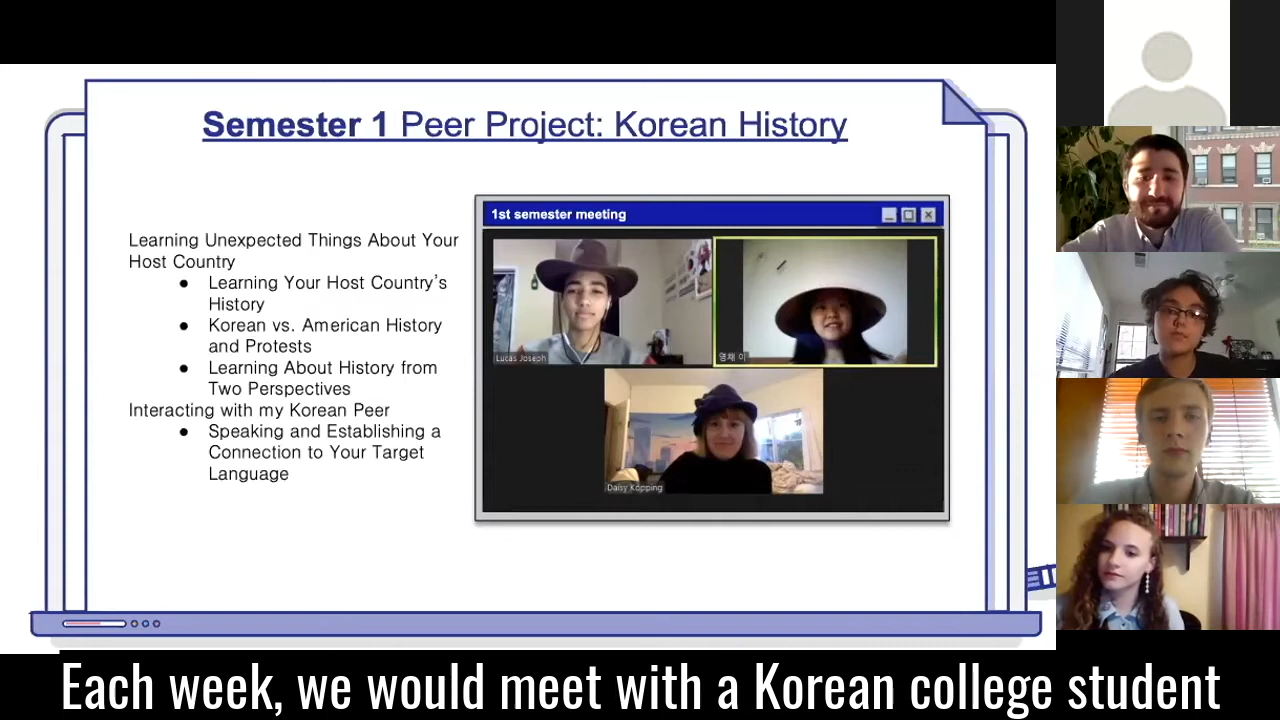 Semester 1 Peer Project: Korean History
Learning Unexpected Things About Your
Host Country
● Learning Your Host Country's
History
● Korean vs. American History
and Protests
● Learning About History from
Two Perspectives
Interacting with my Korean Peer
● Speaking and Establishing a
Connection to Your Target
Language
1st semester meeting
Lucas Joseph
영채 이
Daisy Kopping
Each week, we would meet with a Korean college student